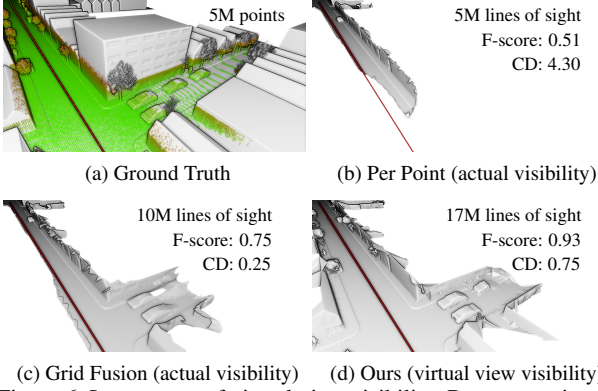 5M points
5M lines of sight
F-score: 0.51
CD: 4.30
(a) Ground Truth
(b) Per Point (actual visibility)
10M lines of sight
F-score: 0.75
CD: 0.25
17M lines of sight
F-score: 0.93
CD: 0.75
(c) Grid Fusion (actual visibility)
(d) Ours (virtual view visibility)